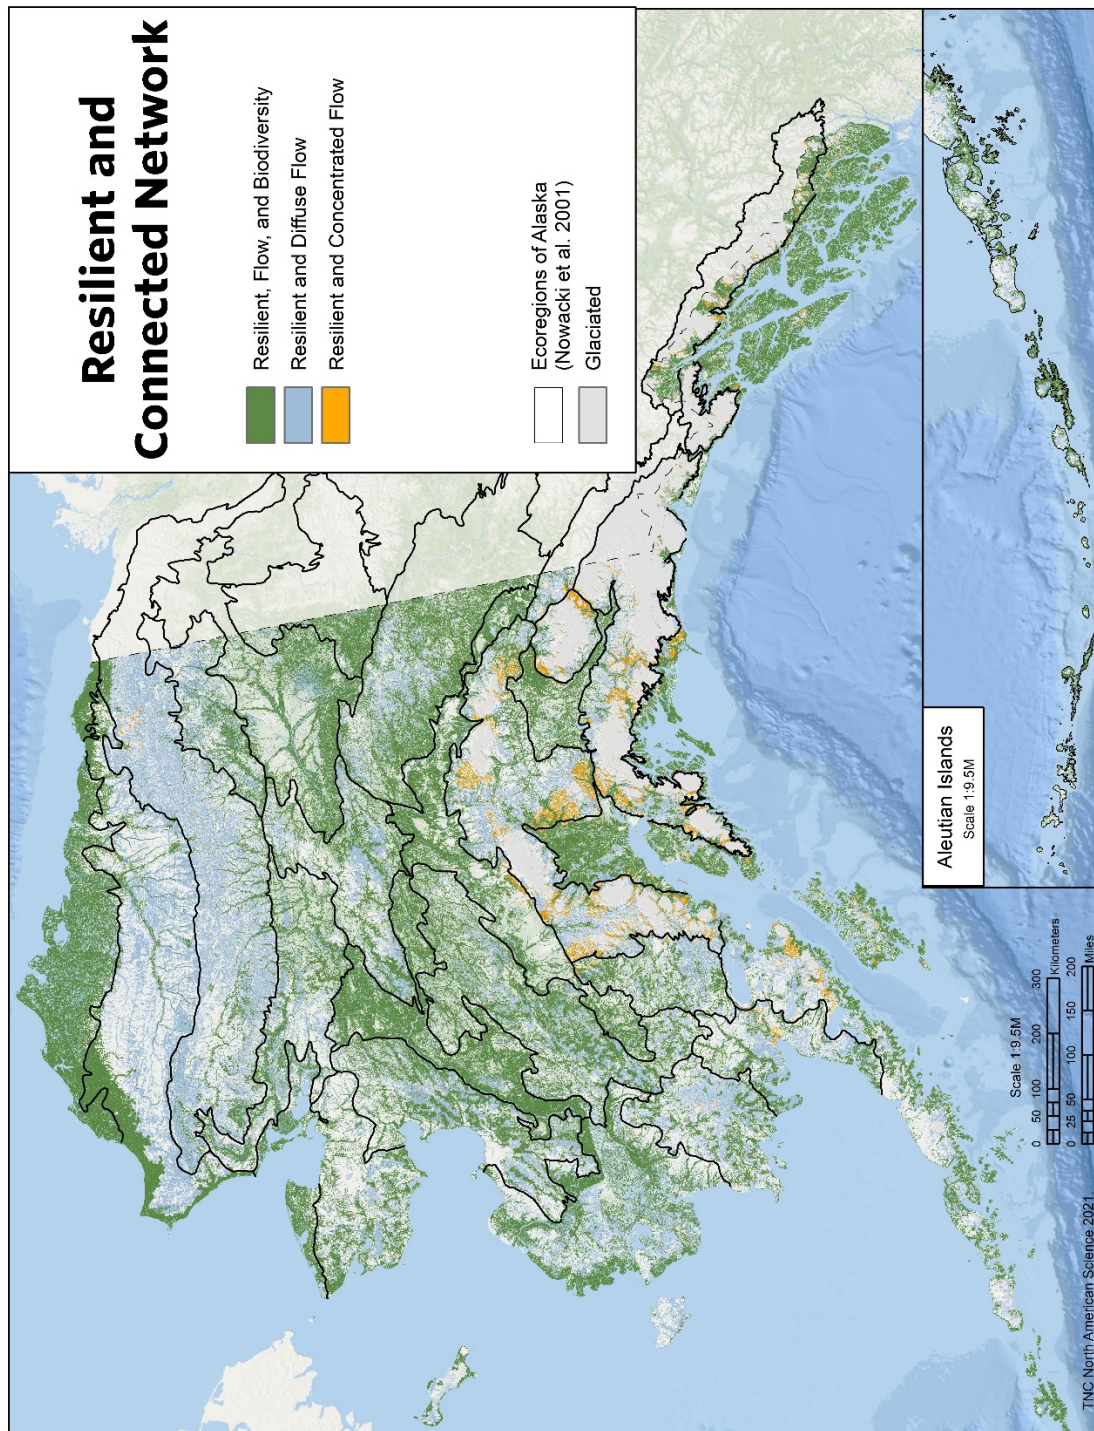 Resilient and
Connected Network
Resilient, Flow, and Biodiversity
Resilient and Diffuse Flow
Resilient and Concentrated Flow
Ecoregions of Alaska
(Nowacki et al. 2001)
Glaciated
Aleutian Islands
Scale 1:9.5M
Scale 1:9.5M
0 50 100 200 300
Kilometers
0 25 50 100 150 200
Miles
TNC North American Science 2021